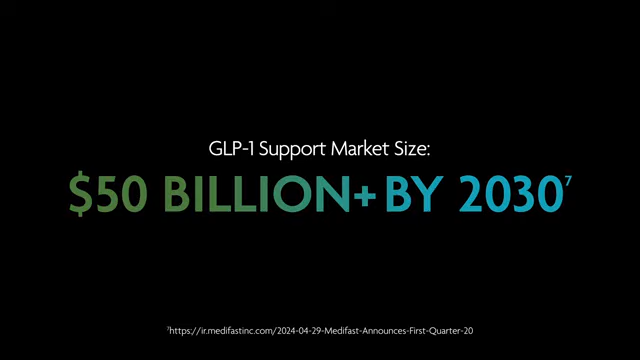 GLP-1 Support Market Size:
$50 BILLION+ BY 2030⁷
⁷https://ir.medifastinc.com/2024-04-29-Medifast-Announces-First-Quarter-20